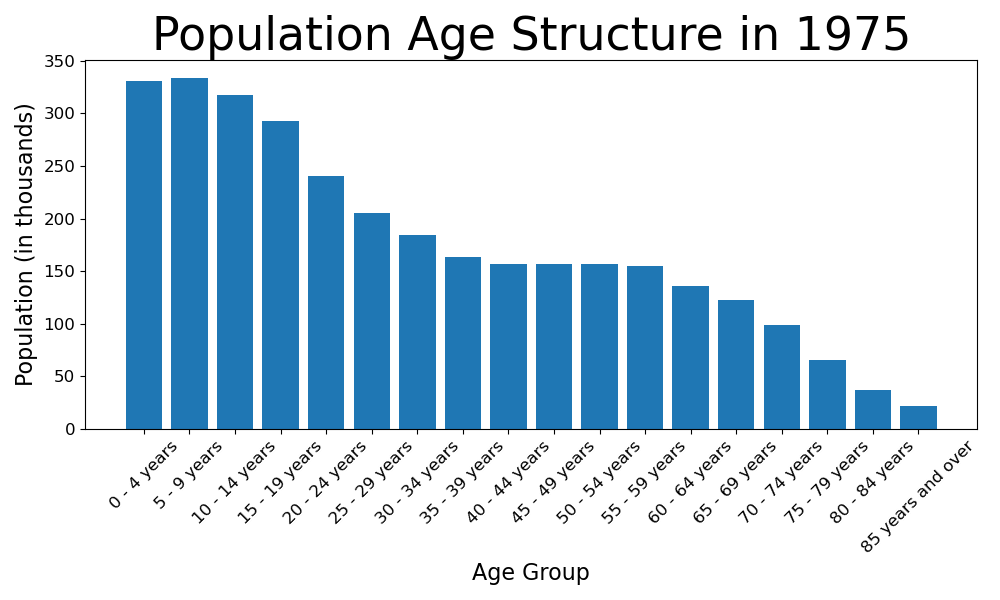 Population Age Structure in 1975
Population (in thousands)
350
300
250
200
150
100
50
0
0 - 4 years
5 - 9 years
10 - 14 years
15 - 19 years
20 - 24 years
25 - 29 years
30 - 34 years
35 - 39 years
40 - 44 years
45 - 49 years
50 - 54 years
55 - 59 years
60 - 64 years
65 - 69 years
70 - 74 years
75 - 79 years
80 - 84 years
85 years and over
Age Group